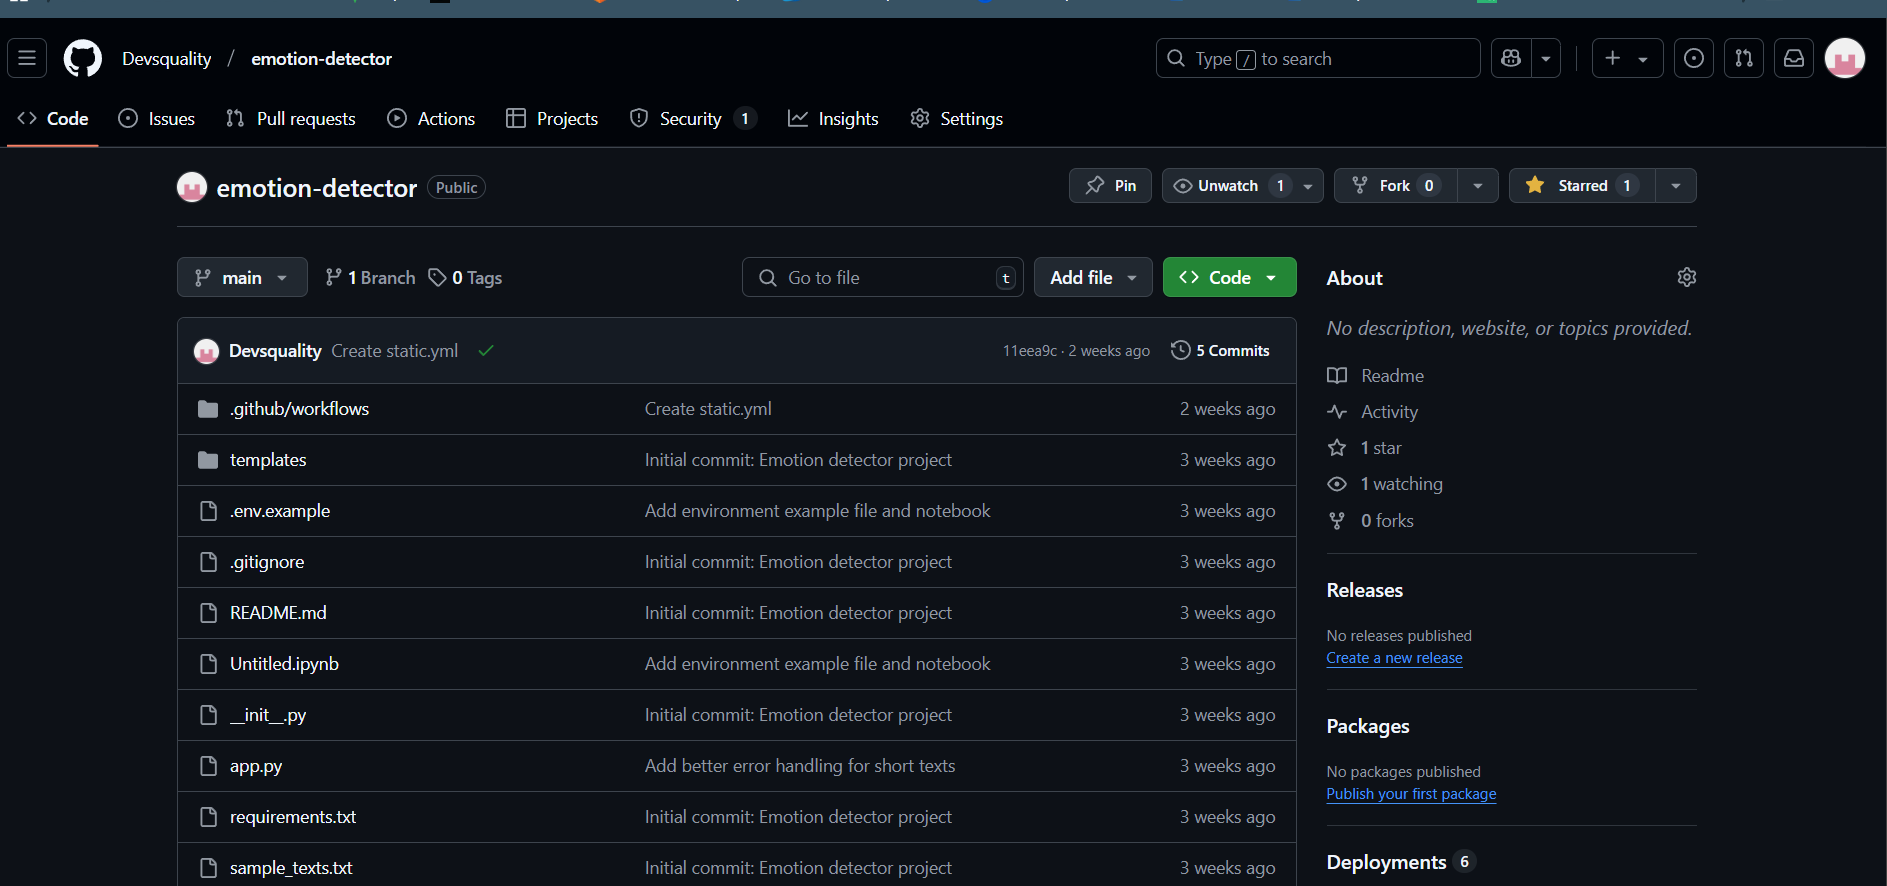 Devsquality / emotion-detector
Type / to search
Code Issues Pull requests Actions Projects Security 1 Insights Settings
emotion-detector Public
Pin Unwatch 1 Fork 0 Starred 1
main 1 Branch 0 Tags
Go to file t Add file Code
Devsquality Create static.yml 11eea9c · 2 weeks ago 5 Commits
.github/workflows Create static.yml 2 weeks ago
templates Initial commit: Emotion detector project 3 weeks ago
.env.example Add environment example file and notebook 3 weeks ago
.gitignore Initial commit: Emotion detector project 3 weeks ago
README.md Initial commit: Emotion detector project 3 weeks ago
Untitled.ipynb Add environment example file and notebook 3 weeks ago
__init__.py Initial commit: Emotion detector project 3 weeks ago
app.py Add better error handling for short texts 3 weeks ago
requirements.txt Initial commit: Emotion detector project 3 weeks ago
sample_texts.txt Initial commit: Emotion detector project 3 weeks ago
About
No description, website, or topics provided.
Readme
Activity
1 star
1 watching
0 forks
Releases
No releases published
Create a new release
Packages
No packages published
Publish your first package
Deployments 6